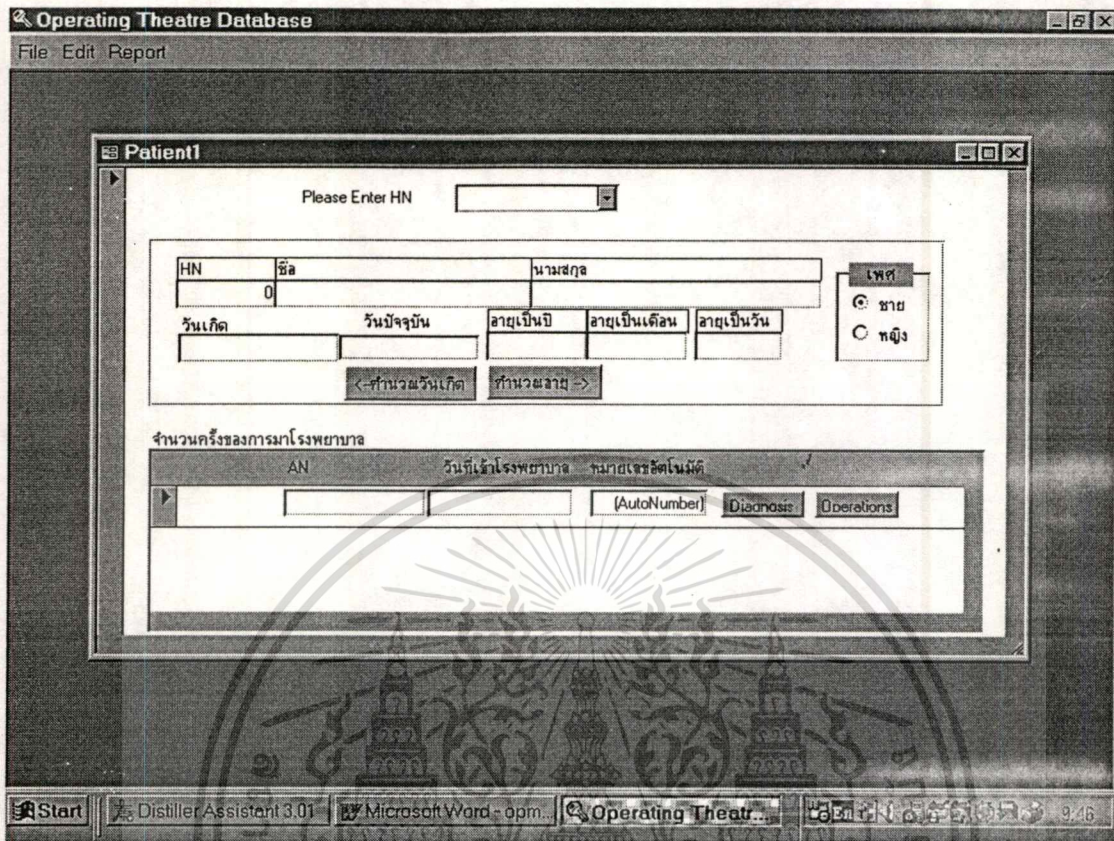 Operating Theatre Database
File Edit Report
Patient1
Please Enter HN
HN ชื่อ นามสกุล
0
เพศ
ชาย
หญิง
วันเกิด วันปัจจุบัน อายุเป็นปี อายุเป็นเดือน อายุเป็นวัน
<-คำนวณวันเกิด คำนวณอายุ ->
จำนวนครั้งของการมาโรงพยาบาล
AN วันที่เข้าโรงพยาบาล หมายเลขอัตโนมัติ
(AutoNumber) Diagnosis Operations
Start Distiller Assistant 3.01 Microsoft Word - opm... Operating Theatr... En 9:46